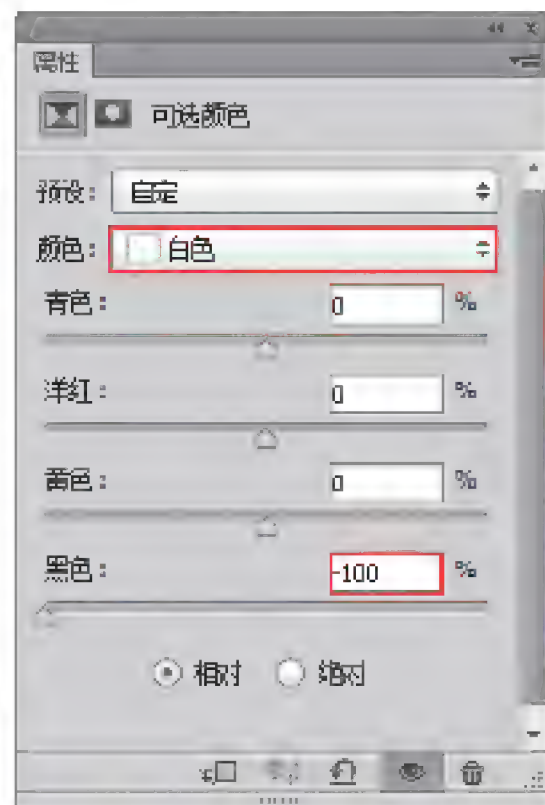 属性
可选颜色
预设： 自定
颜色： 白色
青色： 0 %
洋红： 0 %
黄色： 0 %
黑色： -100 %
相对 绝对